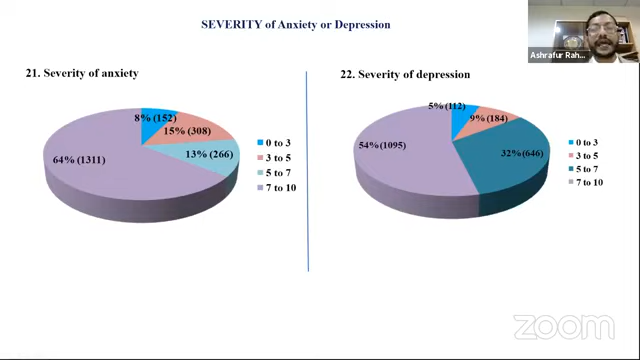 SEVERITY of Anxiety or Depression
Ashrafur Rah...
21. Severity of anxiety
8% (152)
15% (308)
13% (266)
64% (1311)
0 to 3
3 to 5
5 to 7
7 to 10
22. Severity of depression
5% (112)
9% (184)
32% (646)
54% (1095)
0 to 3
3 to 5
5 to 7
7 to 10
zoom